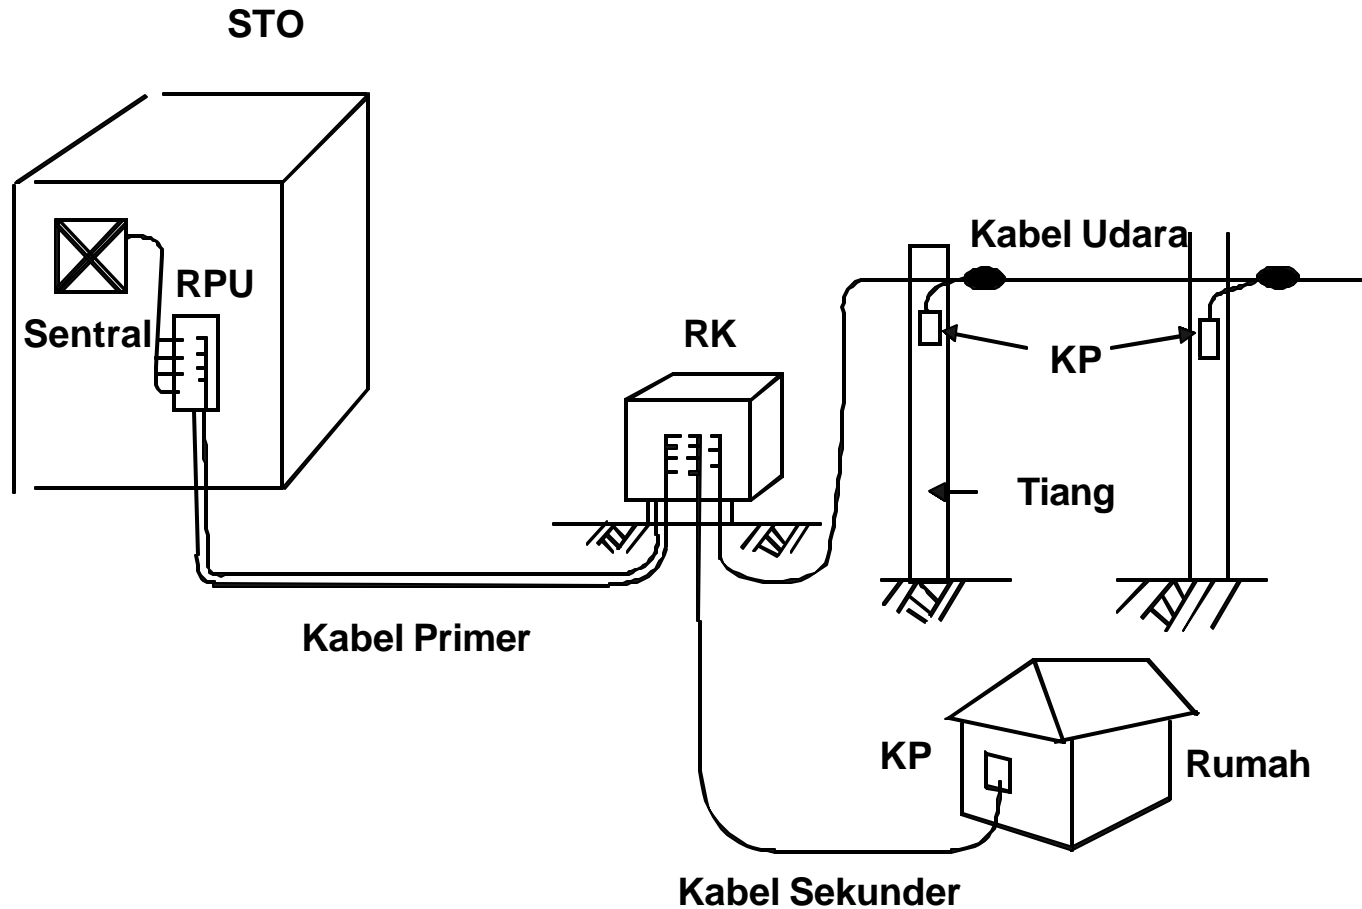 STO
Kabel Udara
RPU
Sentral
RK
KP
Tiang
Kabel Primer
KP
Rumah
Kabel Sekunder